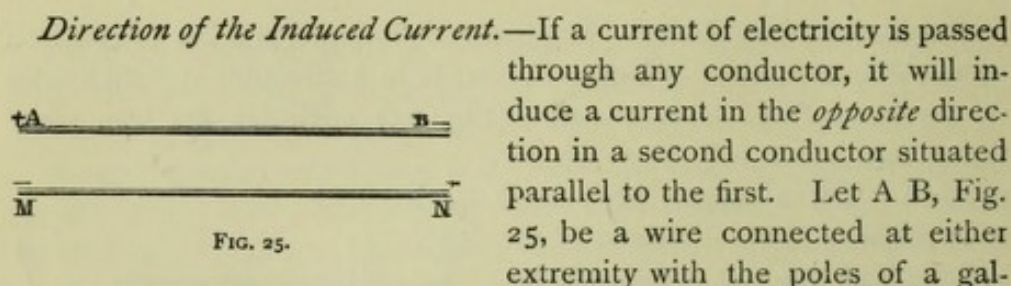 Direction of the Induced Current.—If a current of electricity is passed
through any conductor, it will in-
duce a current in the opposite direc-
tion in a second conductor situated
parallel to the first. Let A B, Fig.
25, be a wire connected at either
extremity with the poles of a gal-
+A B–
–
M N
FIG. 25.